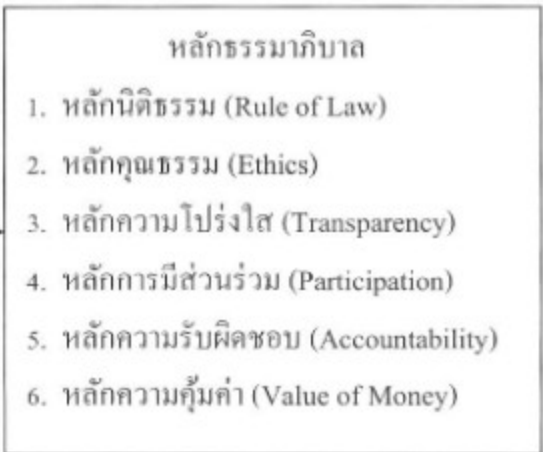 หลักธรรมาภิบาล
1. หลักนิติธรรม (Rule of Law)
2. หลักคุณธรรม (Ethics)
3. หลักความโปร่งใส (Transparency)
4. หลักการมีส่วนร่วม (Participation)
5. หลักความรับผิดชอบ (Accountability)
6. หลักความคุ้มค่า (Value of Money)